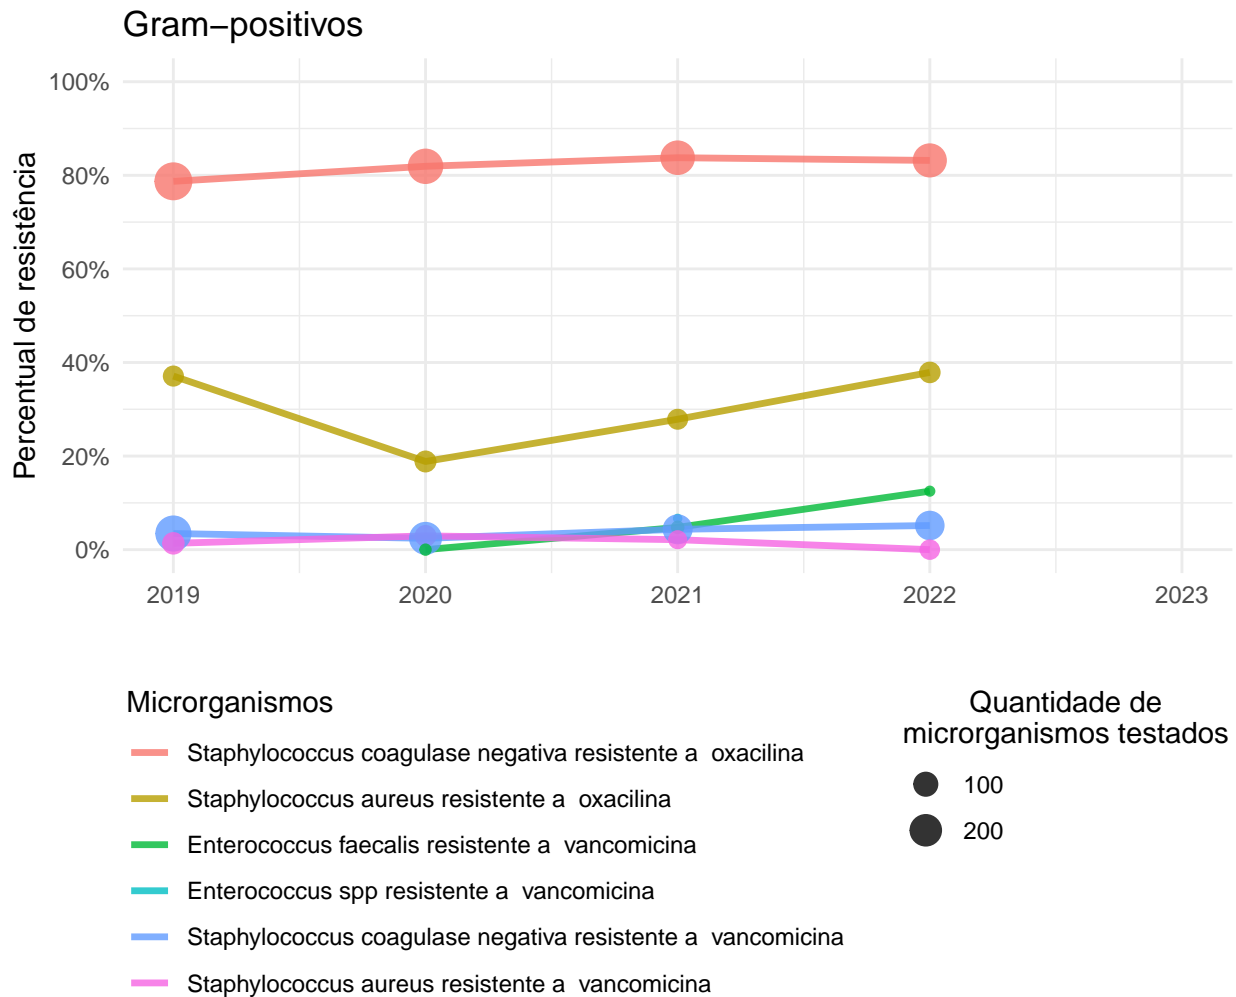 Gram−positivos
100%
80%
60%
40%
20%
0%
Percentual de resistência
2019 2020 2021 2022 2023
Microrganismos
Staphylococcus coagulase negativa resistente a  oxacilina
Staphylococcus aureus resistente a  oxacilina
Enterococcus faecalis resistente a  vancomicina
Enterococcus spp resistente a  vancomicina
Staphylococcus coagulase negativa resistente a  vancomicina
Staphylococcus aureus resistente a  vancomicina
Quantidade de
microrganismos testados
100
200